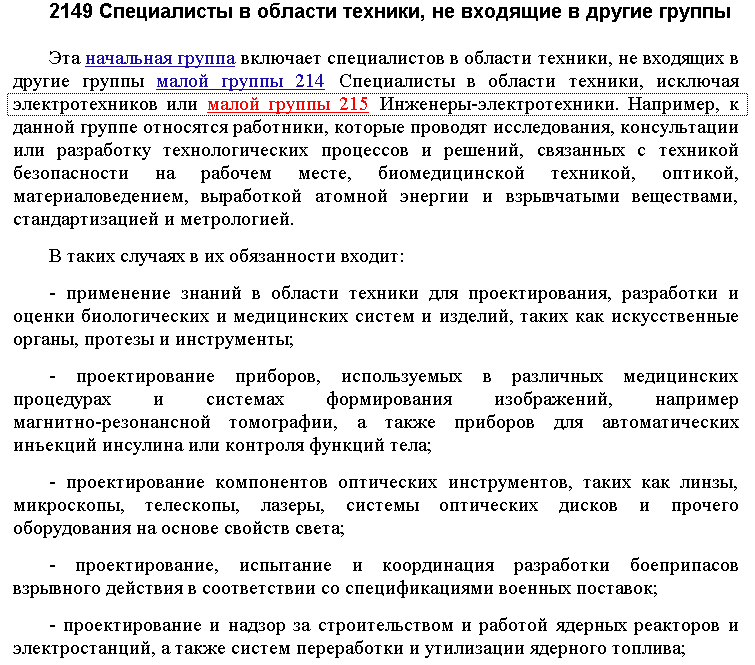 2149 Специалисты в области техники, не входящие в другие группы
Эта начальная группа включает специалистов в области техники, не входящих в
другие группы малой группы 214 Специалисты в области техники, исключая
электротехников или малой группы 215 Инженеры-электротехники. Например, к
данной группе относятся работники, которые проводят исследования, консультации
или разработку технологических процессов и решений, связанных с техникой
безопасности на рабочем месте, биомедицинской техникой, оптикой,
материаловедением, выработкой атомной энергии и взрывчатыми веществами,
стандартизацией и метрологией.
В таких случаях в их обязанности входит:
- применение знаний в области техники для проектирования, разработки и
оценки биологических и медицинских систем и изделий, таких как искусственные
органы, протезы и инструменты;
- проектирование приборов, используемых в различных медицинских
процедурах и системах формирования изображений, например
магнитно-резонансной томографии, а также приборов для автоматических
иньекций инсулина или контроля функций тела;
- проектирование компонентов оптических инструментов, таких как линзы,
микроскопы, телескопы, лазеры, системы оптических дисков и прочего
оборудования на основе свойств света;
- проектирование, испытание и координация разработки боеприпасов
взрывного действия в соответствии со спецификациями военных поставок;
- проектирование и надзор за строительством и работой ядерных реакторов и
электростанций, а также систем переработки и утилизации ядерного топлива;